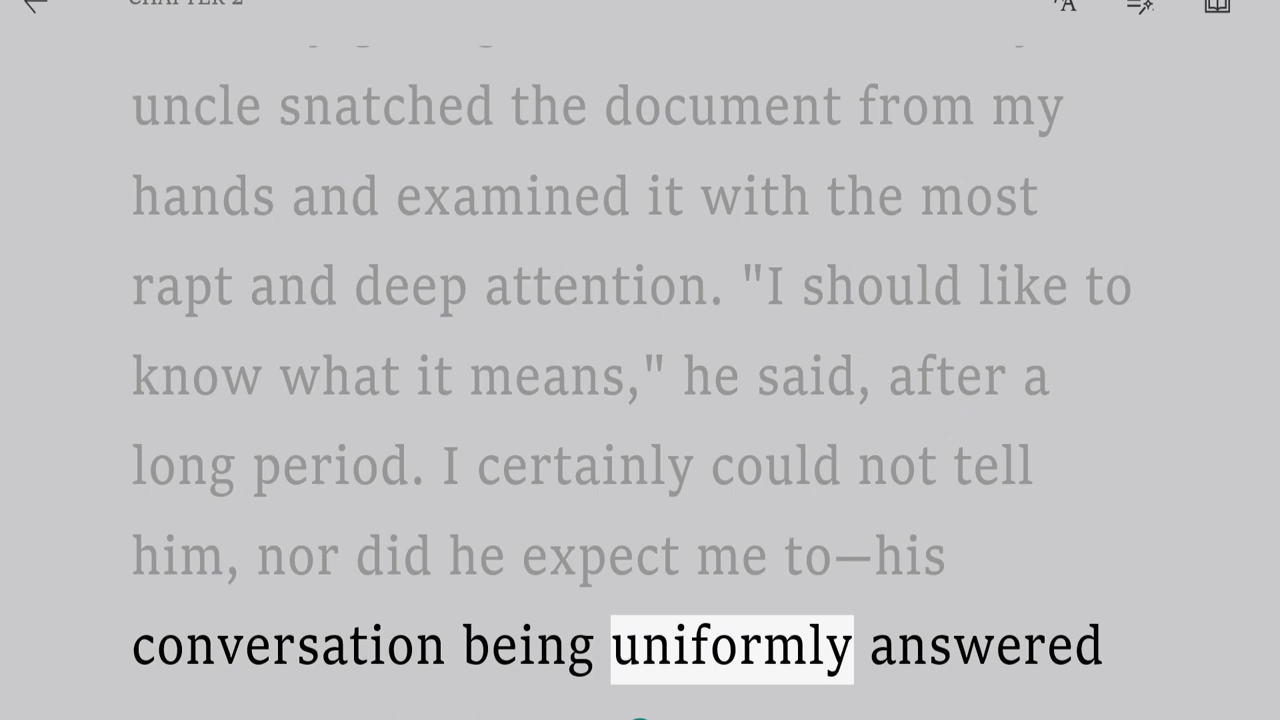 CHAPTER 2
uncle snatched the document from my
hands and examined it with the most
rapt and deep attention. "I should like to
know what it means," he said, after a
long period. I certainly could not tell
him, nor did he expect me to—his
conversation being uniformly answered